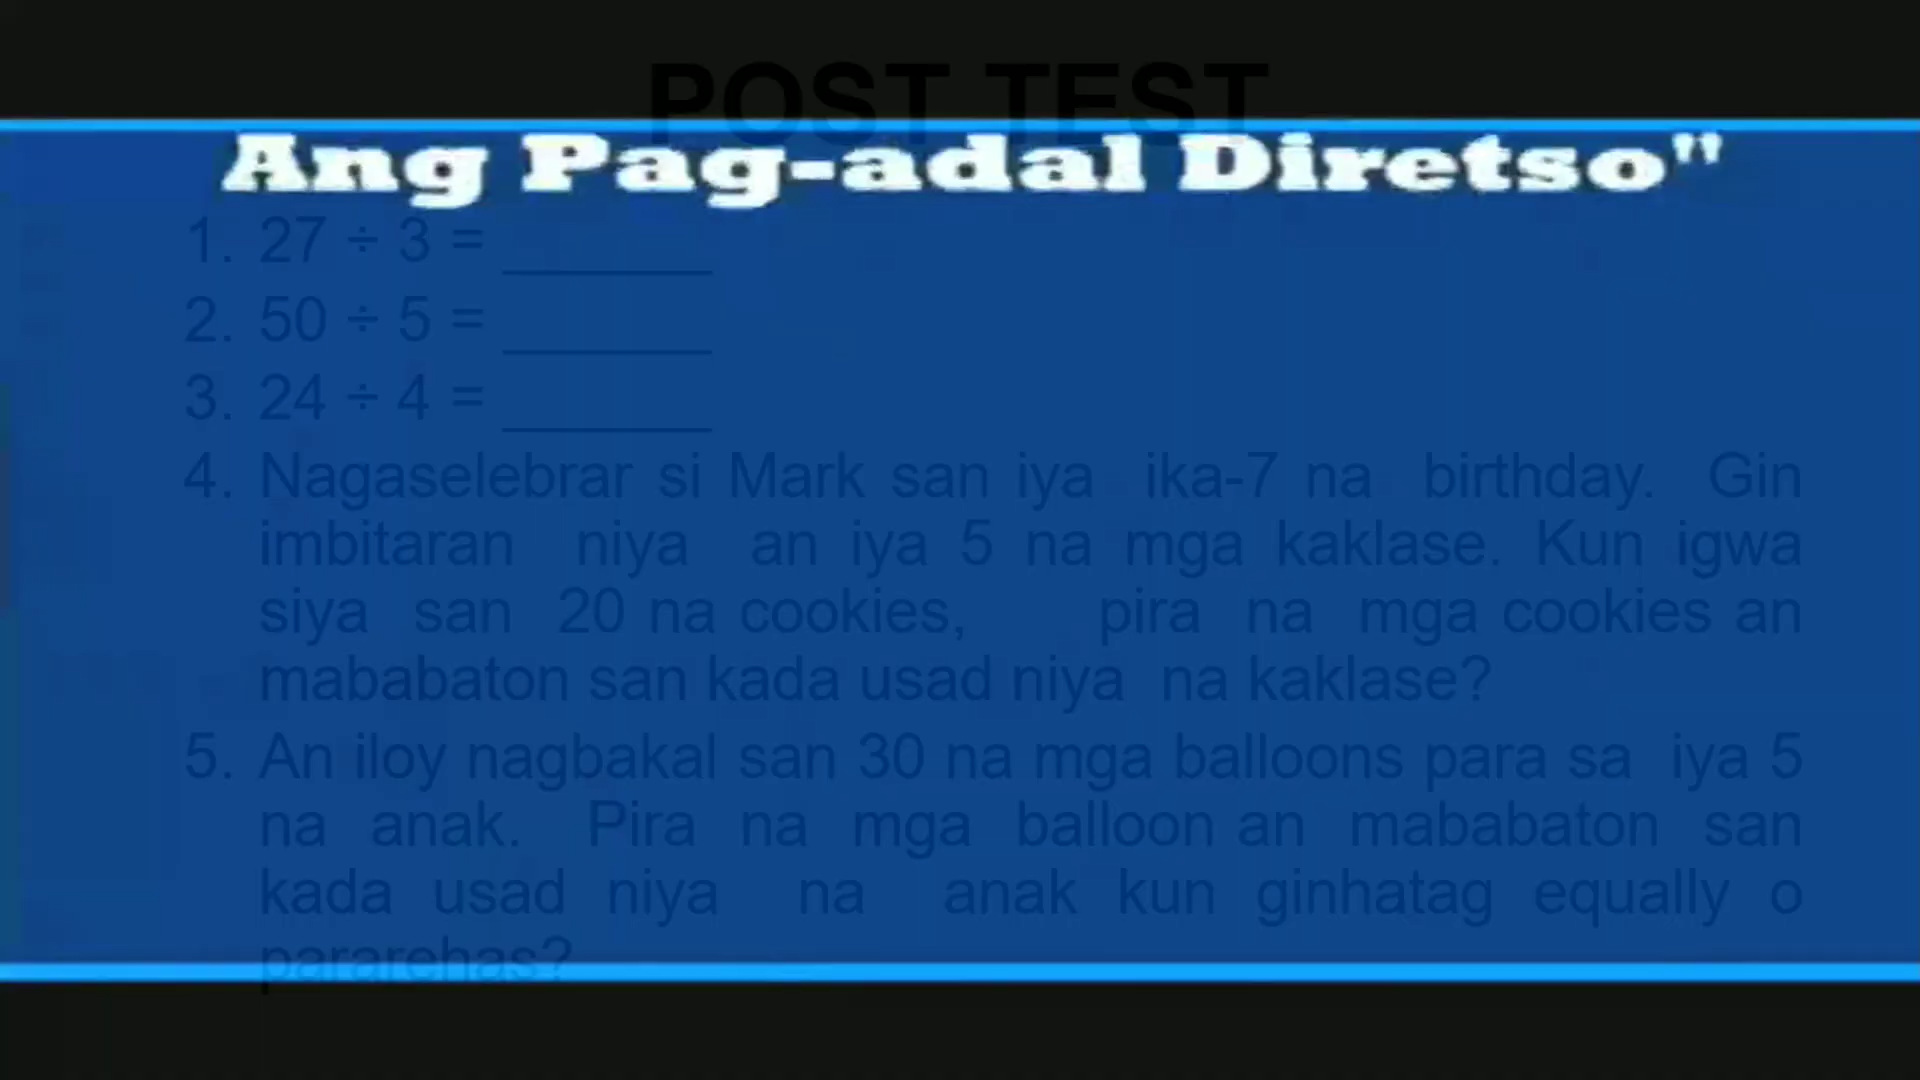 POST TEST
Ang Pag-adal Diretso"
1. 27 ÷ 3 = ______
2. 50 ÷ 5 = ______
3. 24 ÷ 4 = ______
4. Nagaselebrar si Mark san iya ika-7 na birthday. Gin
imbitaran niya an iya 5 na mga kaklase. Kun igwa
siya san 20 na cookies, pira na mga cookies an
mababaton san kada usad niya na kaklase?
5. An iloy nagbakal san 30 na mga balloons para sa iya 5
na anak. Pira na mga balloon an mababaton san
kada usad niya na anak kun ginhatag equally o
pararehas?